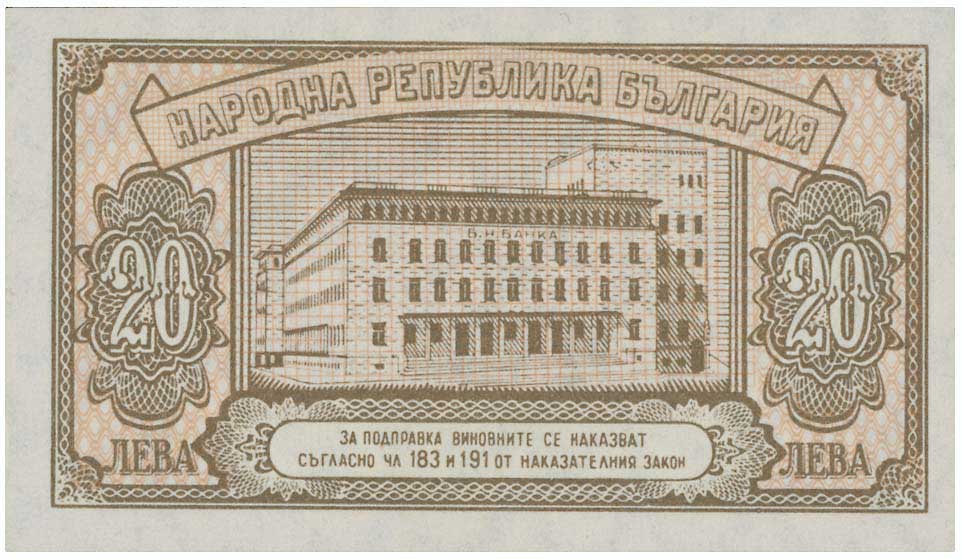 НАРОДНА РЕПУБЛИКА БЪЛГАРИЯ
Б.Н.БАНКА
20 20
ЛЕВА ЛЕВА
ЗА ПОДПРАВКА ВИНОВНИТЕ СЕ НАКАЗВАТ
СЪГЛАСНО ЧЛ 183 И 191 ОТ НАКАЗАТЕЛНИЯ ЗАКОН